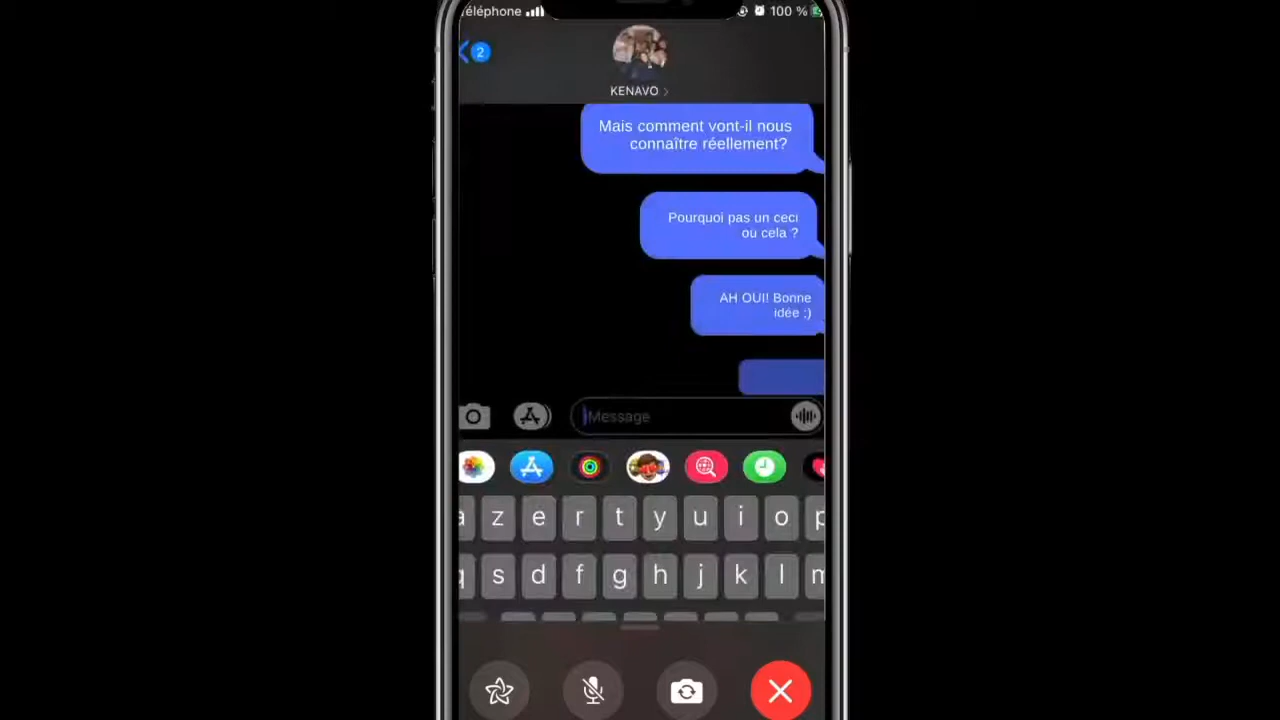 éléphone
100 %
2
KENAVO
Mais comment vont-il nous
connaître réellement?
Pourquoi pas un ceci
ou cela ?
AH OUI! Bonne
idée ;)
Message
a z e r t y u i o p
q s d f g h j k l m